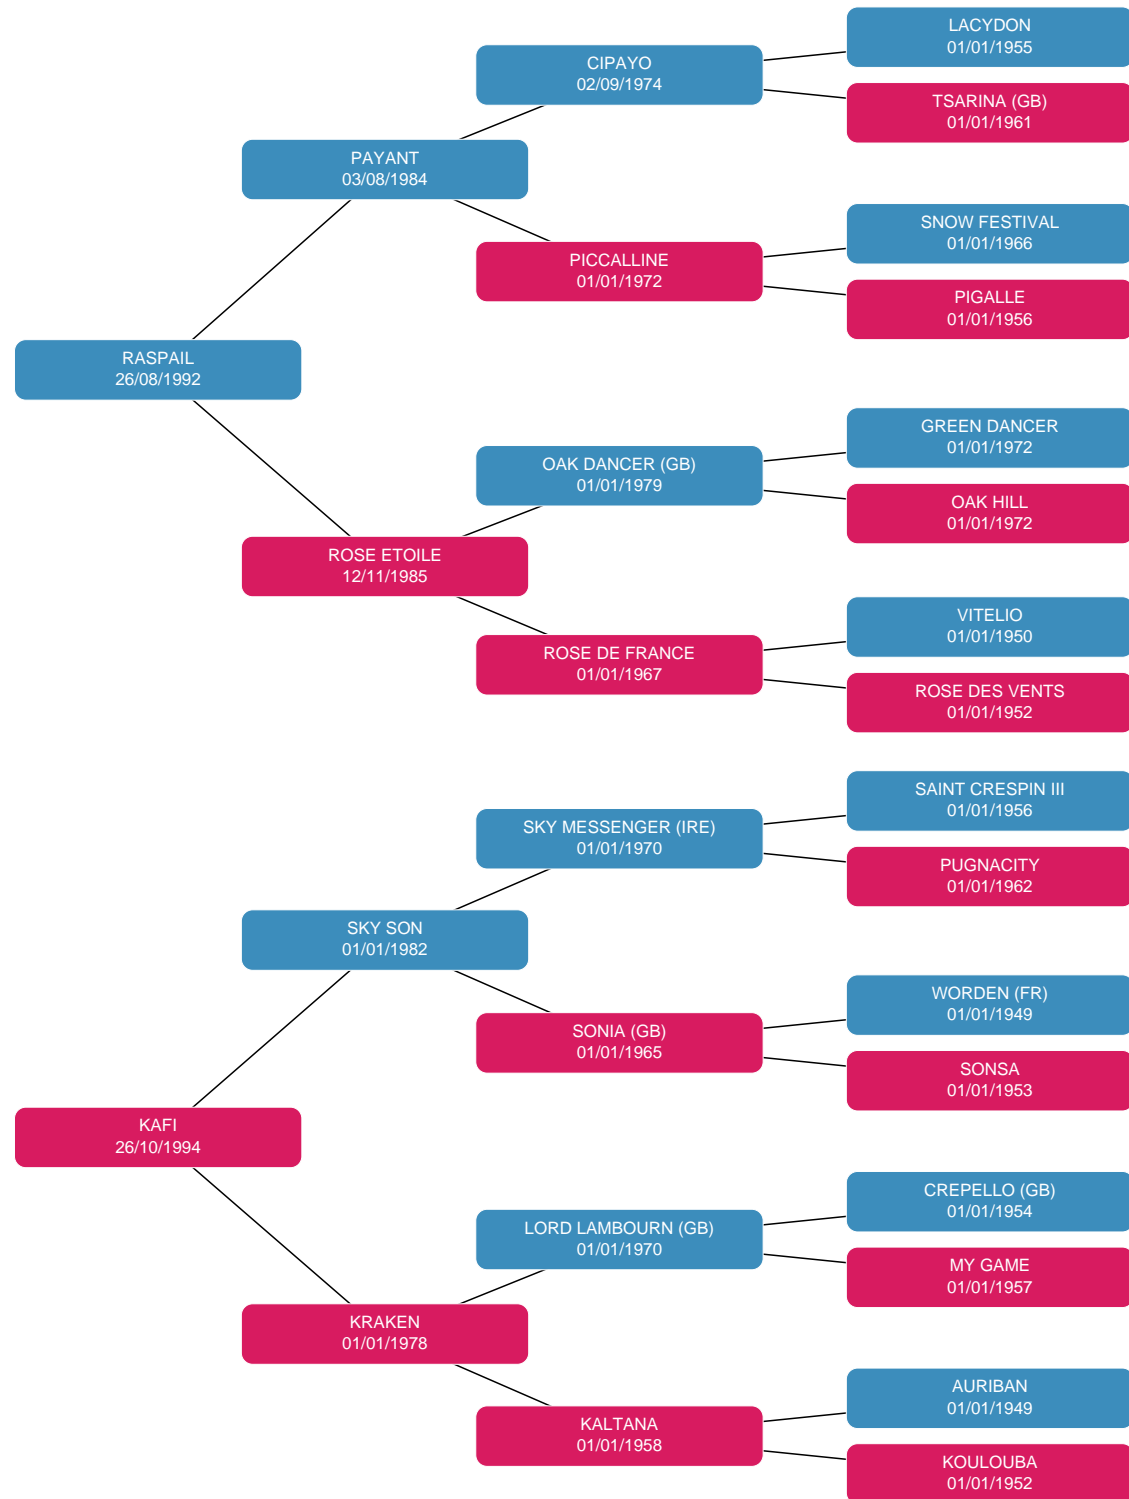 LACYDON
01/01/1955
CIPAYO
02/09/1974
TSARINA (GB)
01/01/1961
PAYANT
03/08/1984
SNOW FESTIVAL
01/01/1966
PICCALLINE
01/01/1972
PIGALLE
01/01/1956
RASPAIL
26/08/1992
GREEN DANCER
01/01/1972
OAK DANCER (GB)
01/01/1979
OAK HILL
01/01/1972
ROSE ETOILE
12/11/1985
VITELIO
01/01/1950
ROSE DE FRANCE
01/01/1967
ROSE DES VENTS
01/01/1952
SAINT CRESPIN III
01/01/1956
SKY MESSENGER (IRE)
01/01/1970
PUGNACITY
01/01/1962
SKY SON
01/01/1982
WORDEN (FR)
01/01/1949
SONIA (GB)
01/01/1965
SONSA
01/01/1953
KAFI
26/10/1994
CREPELLO (GB)
01/01/1954
LORD LAMBOURN (GB)
01/01/1970
MY GAME
01/01/1957
KRAKEN
01/01/1978
AURIBAN
01/01/1949
KALTANA
01/01/1958
KOULOUBA
01/01/1952